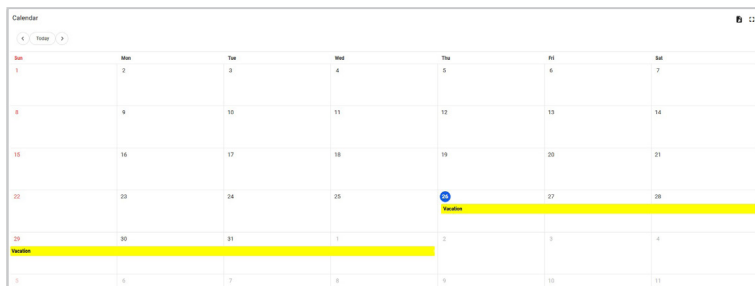 Calendar
Today
Sun Mon Tue Wed Thu Fri Sat
1 2 3 4 5 6 7
8 9 10 11 12 13 14
15 16 17 18 19 20 21
22 23 24 25 26 27 28
Vacation
29 30 31 1 2 3 4
Vacation
5 6 7 8 9 10 11